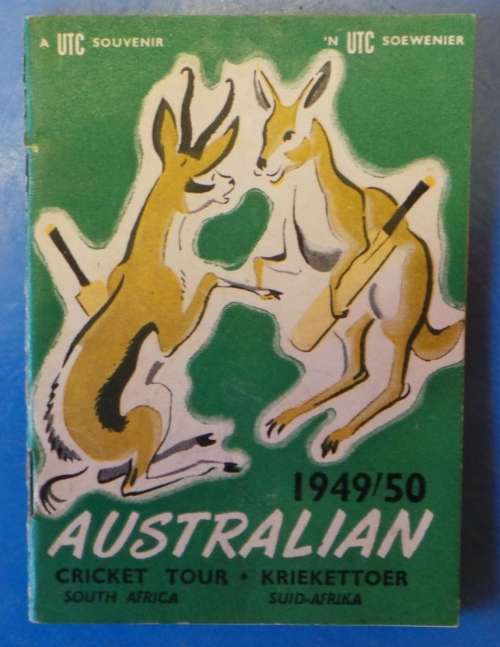 A UTC SOUVENIR 'N UTC SOEWENIER
1949/50
AUSTRALIAN
CRICKET TOUR • KRIEKETTOER
SOUTH AFRICA SUID-AFRIKA